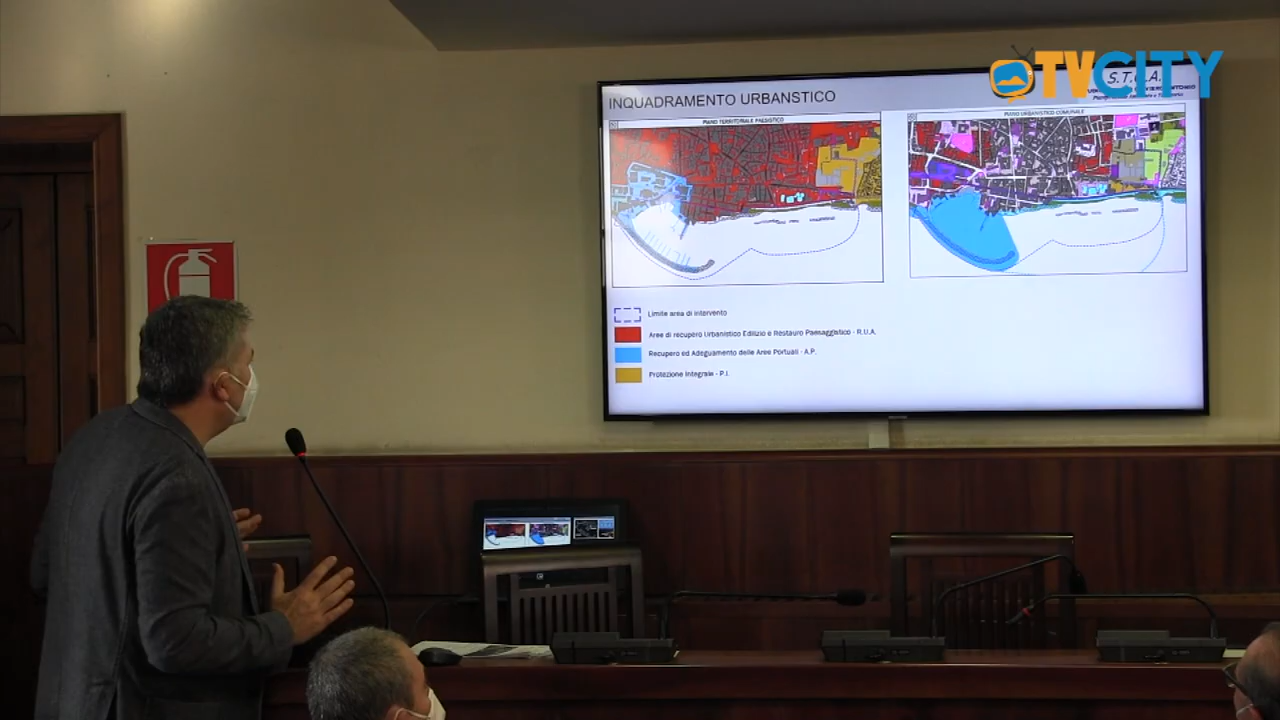 TVCITY
S.T.C.A.
INQUADRAMENTO URBANSTICO
PIANO TERRITORIALE PAESISTICO
PIANO URBANISTICO COMUNALE
Limite area di intervento
Aree di recupero Urbanistico Edilizio e Restauro Paesaggistico - R.U.A.
Recupero ed Adeguamento delle Aree Portuali - A.P.
Protezione Integrale - P.I.